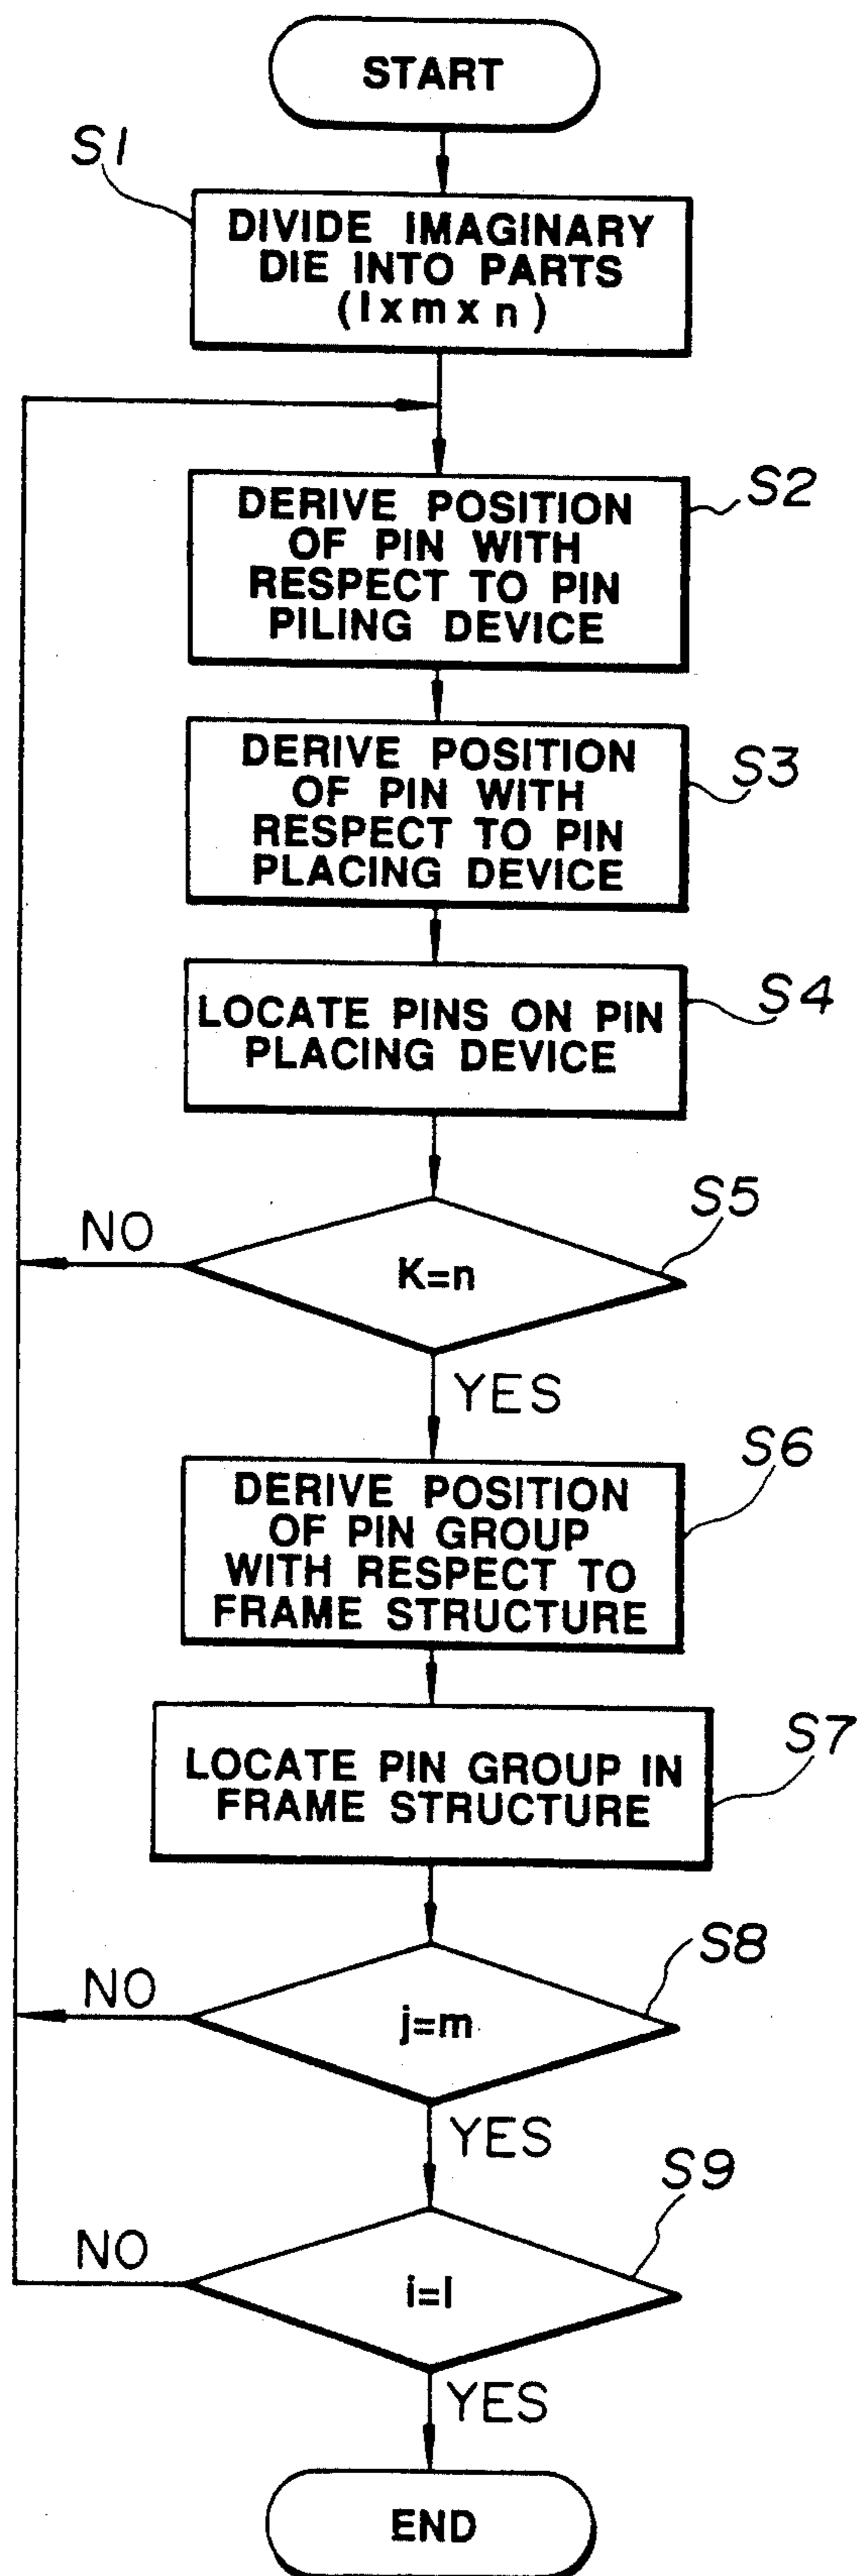 START
S1
DIVIDE IMAGINARY
DIE INTO PARTS
(l x m x n)
DERIVE POSITION
OF PIN WITH
RESPECT TO PIN
PILING DEVICE
S2
DERIVE POSITION
OF PIN WITH
RESPECT TO PIN
PLACING DEVICE
S3
LOCATE PINS ON PIN
PLACING DEVICE
S4
K=n
S5
NO
YES
DERIVE POSITION
OF PIN GROUP
WITH RESPECT TO
FRAME STRUCTURE
S6
LOCATE PIN GROUP IN
FRAME STRUCTURE
S7
j=m
S8
NO
YES
i=l
S9
NO
YES
END